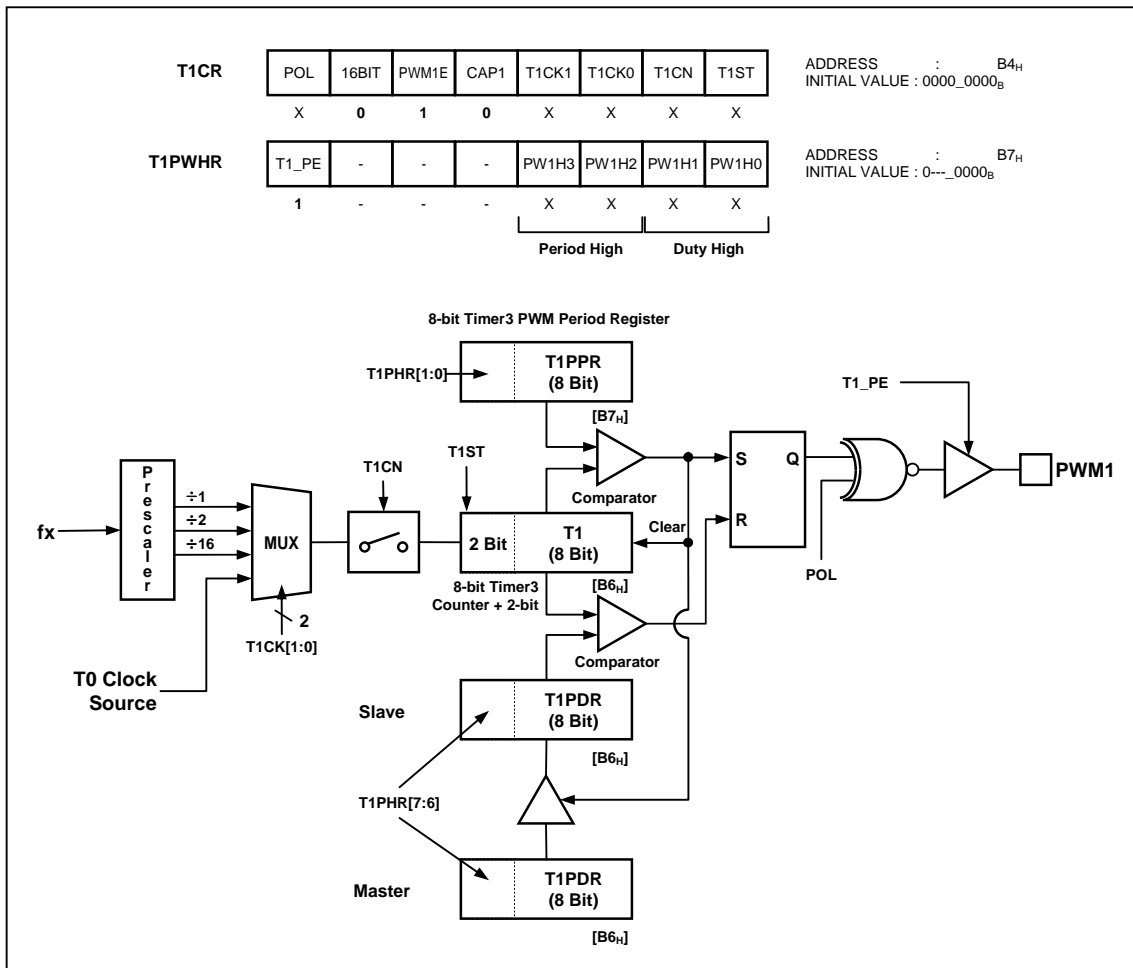 T1CR
POL 16BIT PWM1E CAP1 T1CK1 T1CK0 T1CN T1ST
ADDRESS : B4H
INITIAL VALUE : 0000_0000B
X 0 1 0 X X X X
T1PWHR
T1_PE - - - PW1H3 PW1H2 PW1H1 PW1H0
ADDRESS : B7H
INITIAL VALUE : 0---_0000B
1 - - - X X X X
Period High Duty High
8-bit Timer3 PWM Period Register
T1PHR[1:0]
T1PPR
(8 Bit)
[B7H]
T1_PE
T1CN
T1ST
Comparator
S Q
R
PWM1
POL
fx
Prescaler
÷1
÷2
÷16
MUX
2
T1CK[1:0]
T0 Clock
Source
2 Bit
T1
(8 Bit)
Clear
[B6H]
8-bit Timer3
Counter + 2-bit
Comparator
Slave
T1PDR
(8 Bit)
[B6H]
T1PHR[7:6]
Master
T1PDR
(8 Bit)
[B6H]